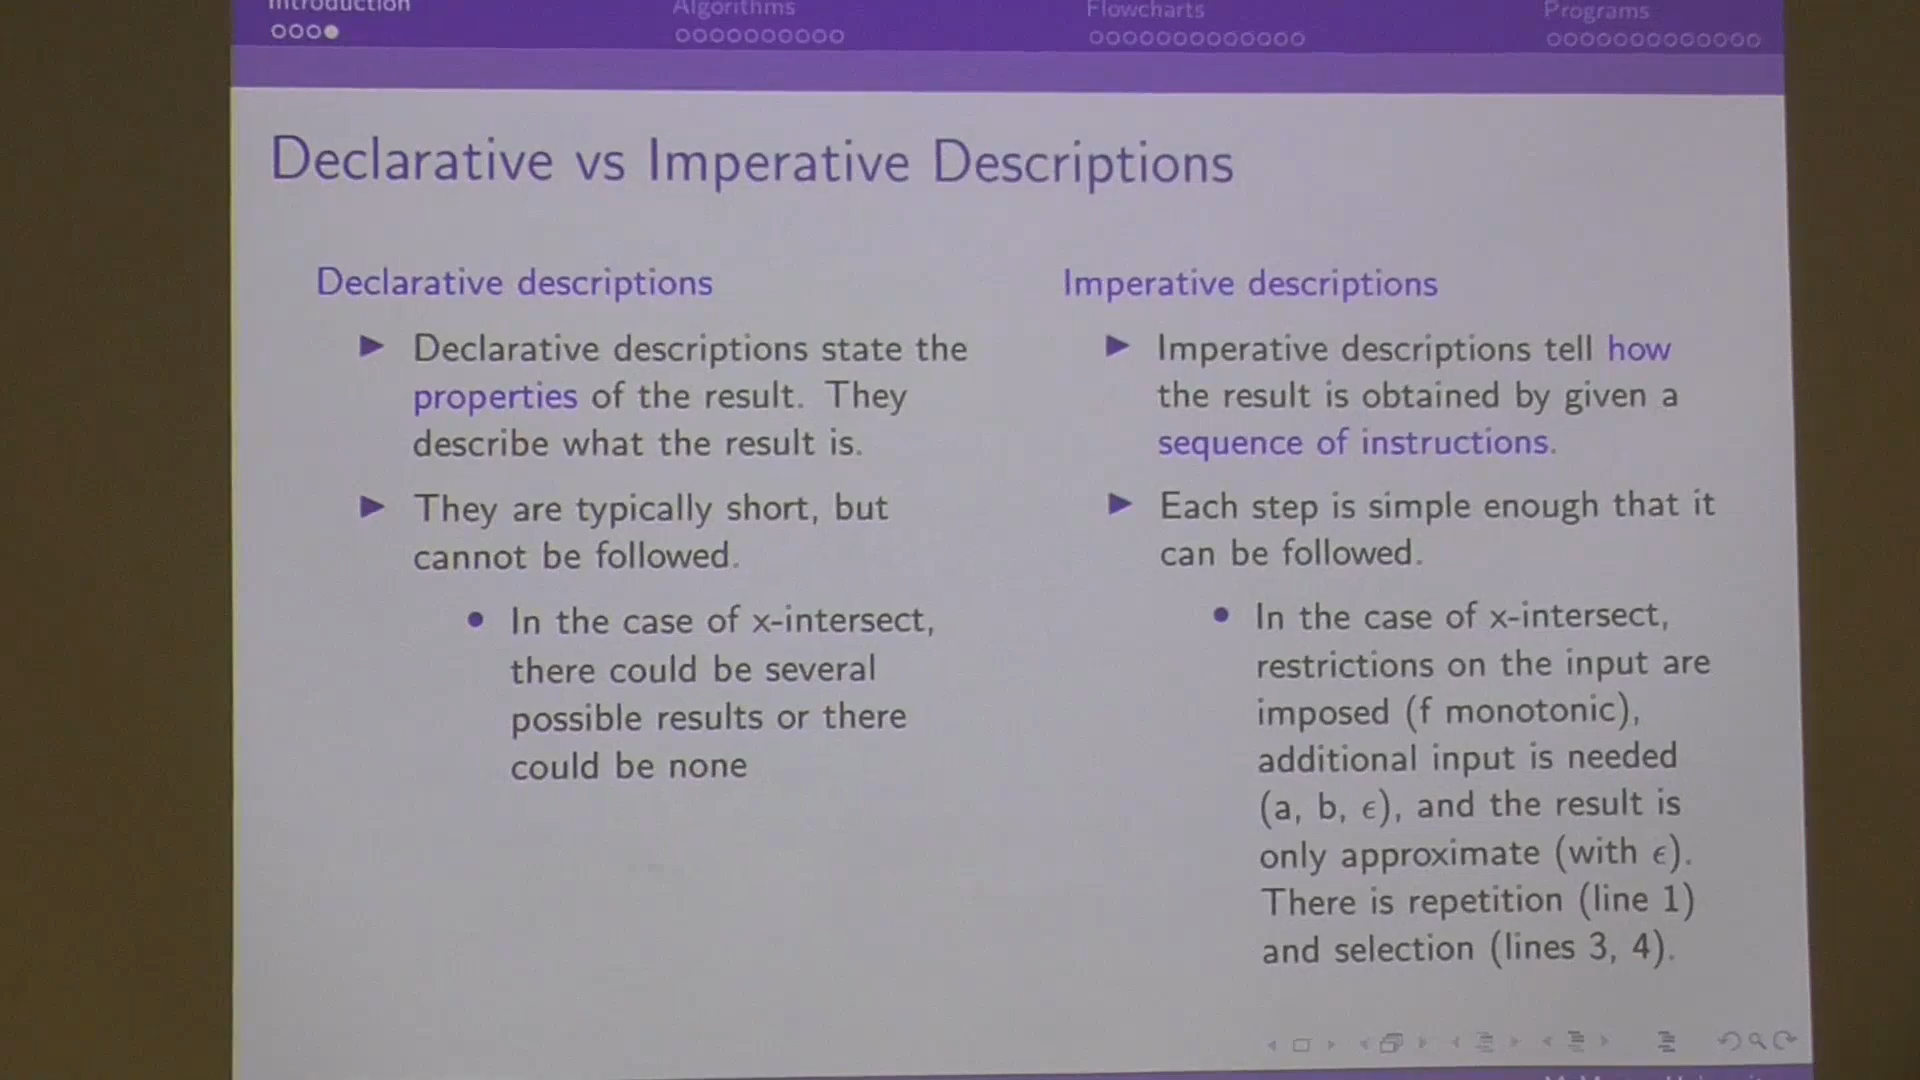 Introduction
Algorithms
Flowcharts
Programs
Declarative vs Imperative Descriptions
Declarative descriptions
Declarative descriptions state the
properties of the result. They
describe what the result is.
They are typically short, but
cannot be followed.
In the case of x-intersect,
there could be several
possible results or there
could be none
Imperative descriptions
Imperative descriptions tell how
the result is obtained by given a
sequence of instructions.
Each step is simple enough that it
can be followed.
In the case of x-intersect,
restrictions on the input are
imposed (f monotonic),
additional input is needed
(a, b, ϵ), and the result is
only approximate (with ϵ).
There is repetition (line 1)
and selection (lines 3, 4).